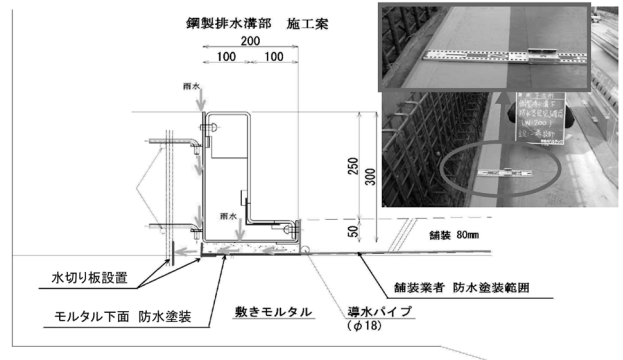 鋼製排水溝部 施工案
200
100
100
雨水
雨水
250
300
50
舗装 80mm
水切り板設置
モルタル下面 防水塗装
敷きモルタル
導水パイプ
(φ18)
舗装業者 防水塗装範囲